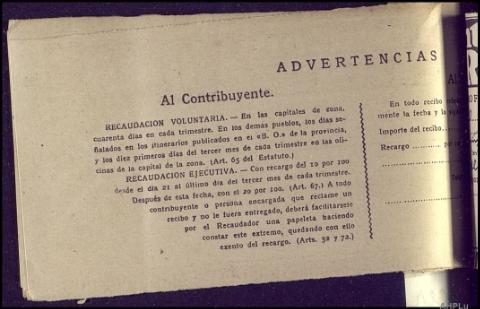 ADVERTENCIAS
Al Contribuyente.
RECAUDACION VOLUNTARIA. — En las capitales de zona,
cuarenta días en cada trimestre. En los demás pueblos, los días se-
ñalados en los itinerarios publicados en el «B. O.» de la provincia,
y los diez primeros días del tercer mes de cada trimestre en las ofi-
cinas de la capital de la zona. (Art. 65 del Estatuto.)
RECAUDACION EJECUTIVA. — Con recargo del 10 por 100
desde el día 21 al último día del tercer mes de cada trimestre.
Después de esta fecha, con el 20 por 100. (Art. 67.) A todo
contribuyente o persona encargada que reclame un
recibo y no le fuera entregado, deberá facilitársele
por el Recaudador una papeleta haciendo
constar este extremo, quedando con ello
exento del recargo. (Arts. 32 y 72.)
Al
En todo recibo
mente la fecha y la
Importe del recibo
Recargo